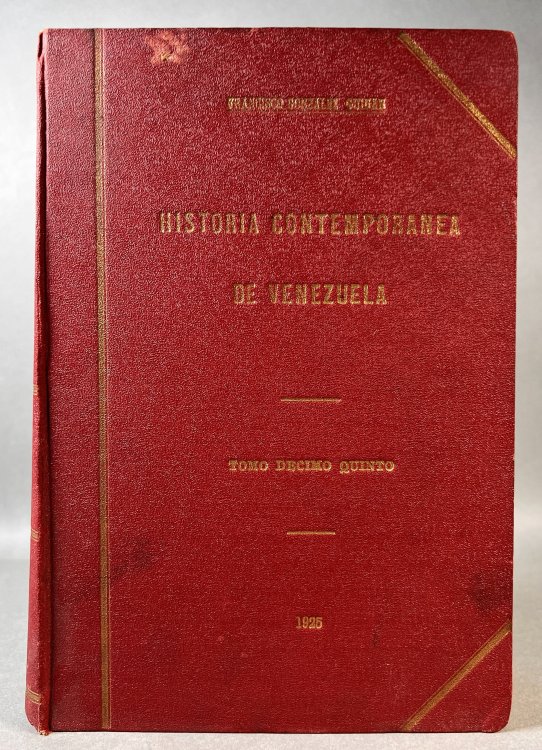 FRANCISCO GONZALEZ GUINAN
HISTORIA CONTEMPORANEA
DE VENEZUELA
TOMO DECIMO QUINTO
1925